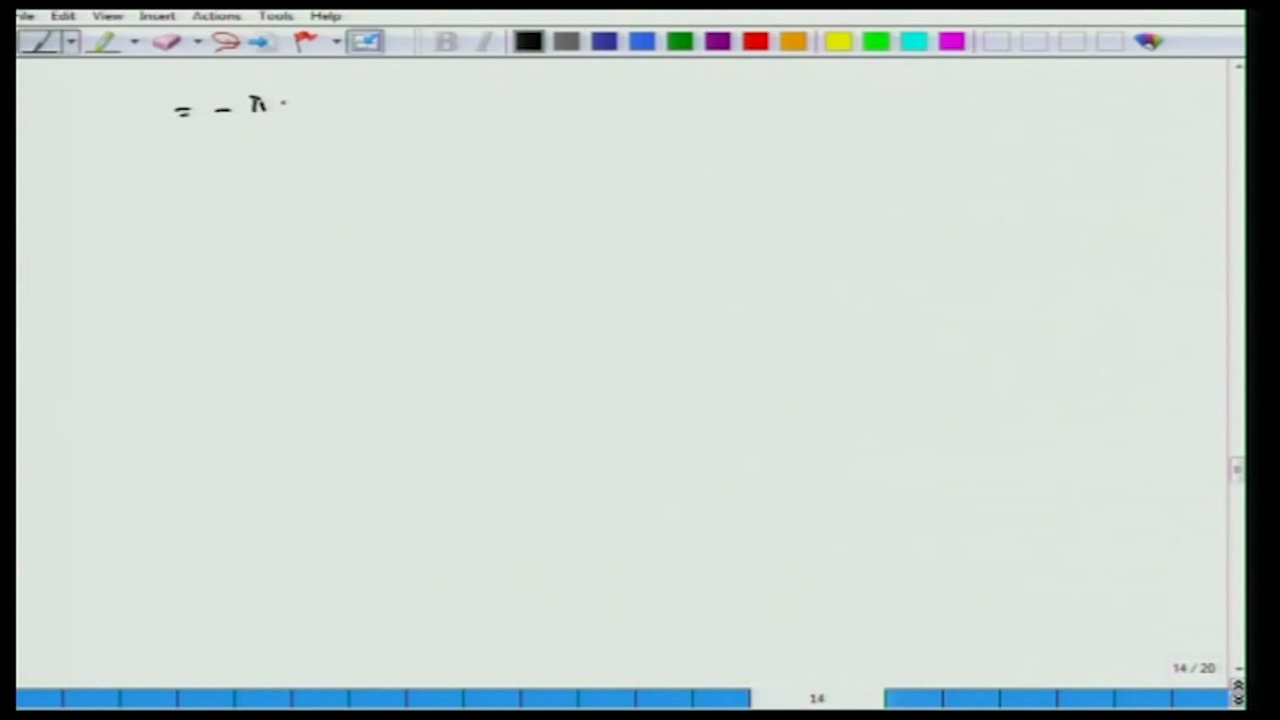 File Edit View Insert Actions Tools Help
= - π ·
14 / 20
14